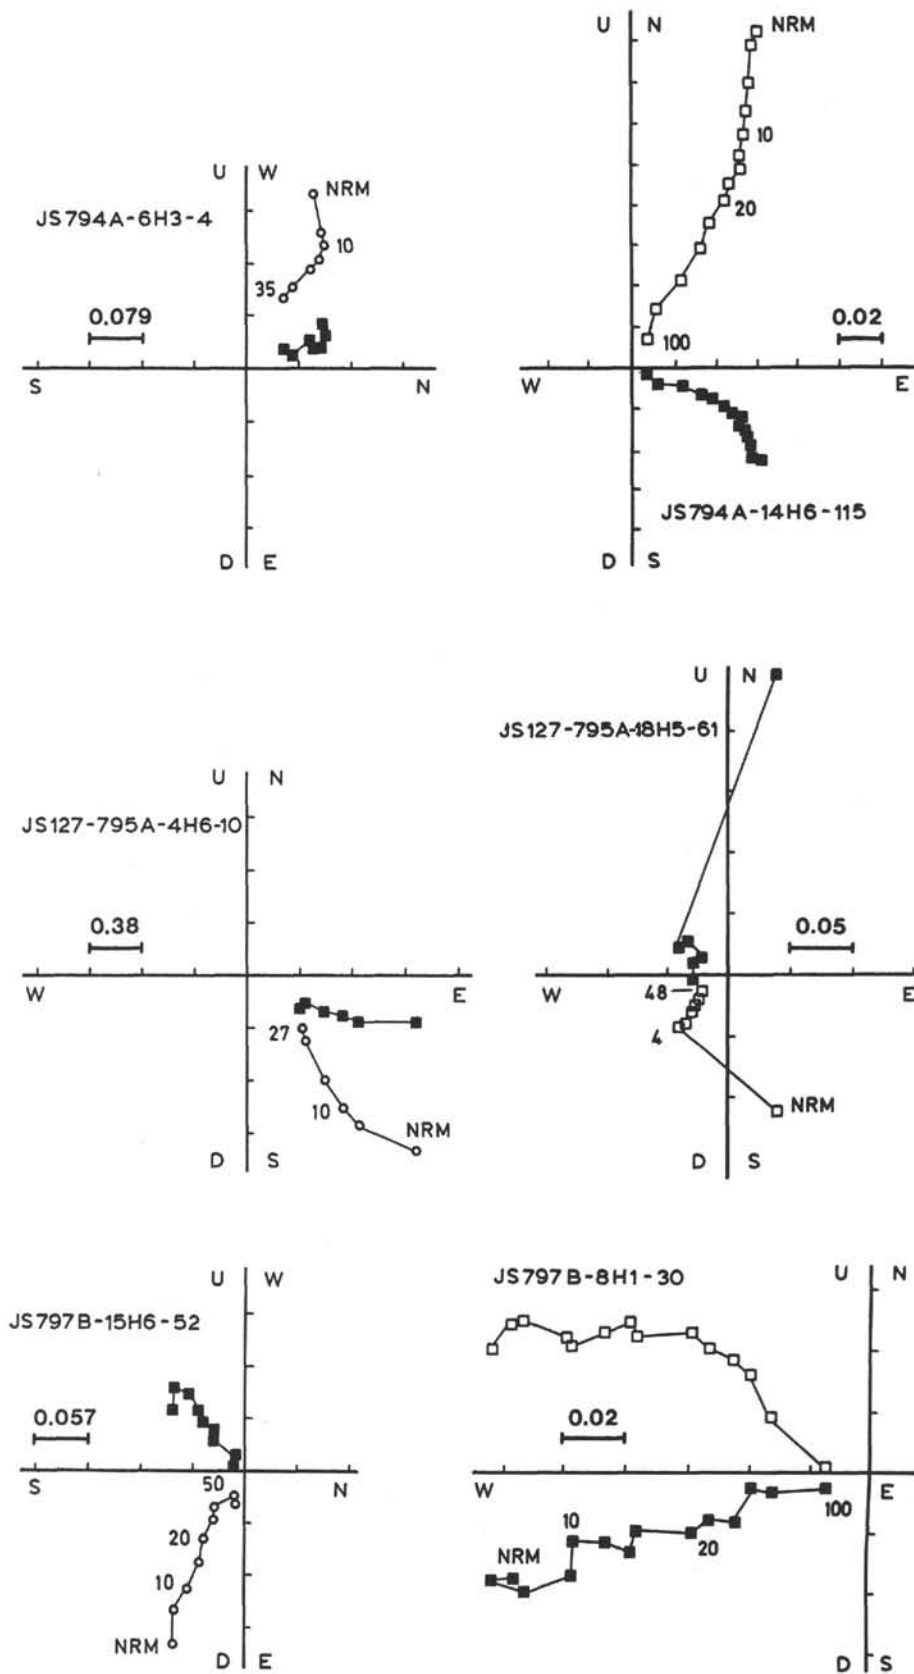 U W
NRM
JS794A-6H3-4
10
35
0.079
S
N
D E
U N
NRM
10
20
100
0.02
W
E
JS794A-14H6-115
D S
U N
JS127-795A-4H6-10
0.38
W
E
27
10
NRM
D S
U N
JS127-795A-18H5-61
0.05
W
48
E
4
NRM
D S
U W
JS797B-15H6-52
0.057
S
50
N
20
10
NRM
D E
JS797B-8H1-30
U N
0.02
W
E
10
100
20
NRM
D S